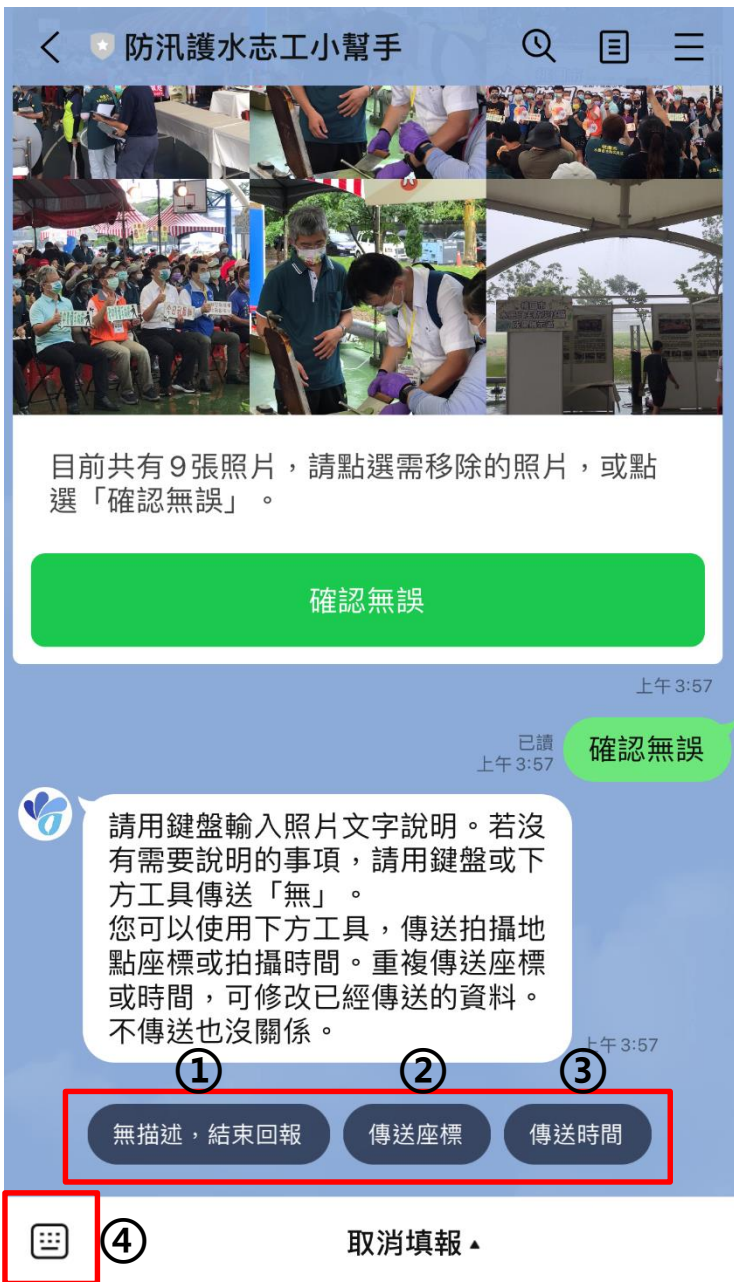 防汛護水志工小幫手
目前共有9張照片，請點選需移除的照片，或點
選「確認無誤」。
確認無誤
上午 3:57
已讀
上午 3:57
確認無誤
請用鍵盤輸入照片文字說明。若沒
有需要說明的事項，請用鍵盤或下
方工具傳送「無」。
您可以使用下方工具，傳送拍攝地
點座標或拍攝時間。重複傳送座標
或時間，可修改已經傳送的資料。
不傳送也沒關係。
上午 3:57
① ② ③
無描述，結束回報 傳送座標 傳送時間
④ 取消填報▲